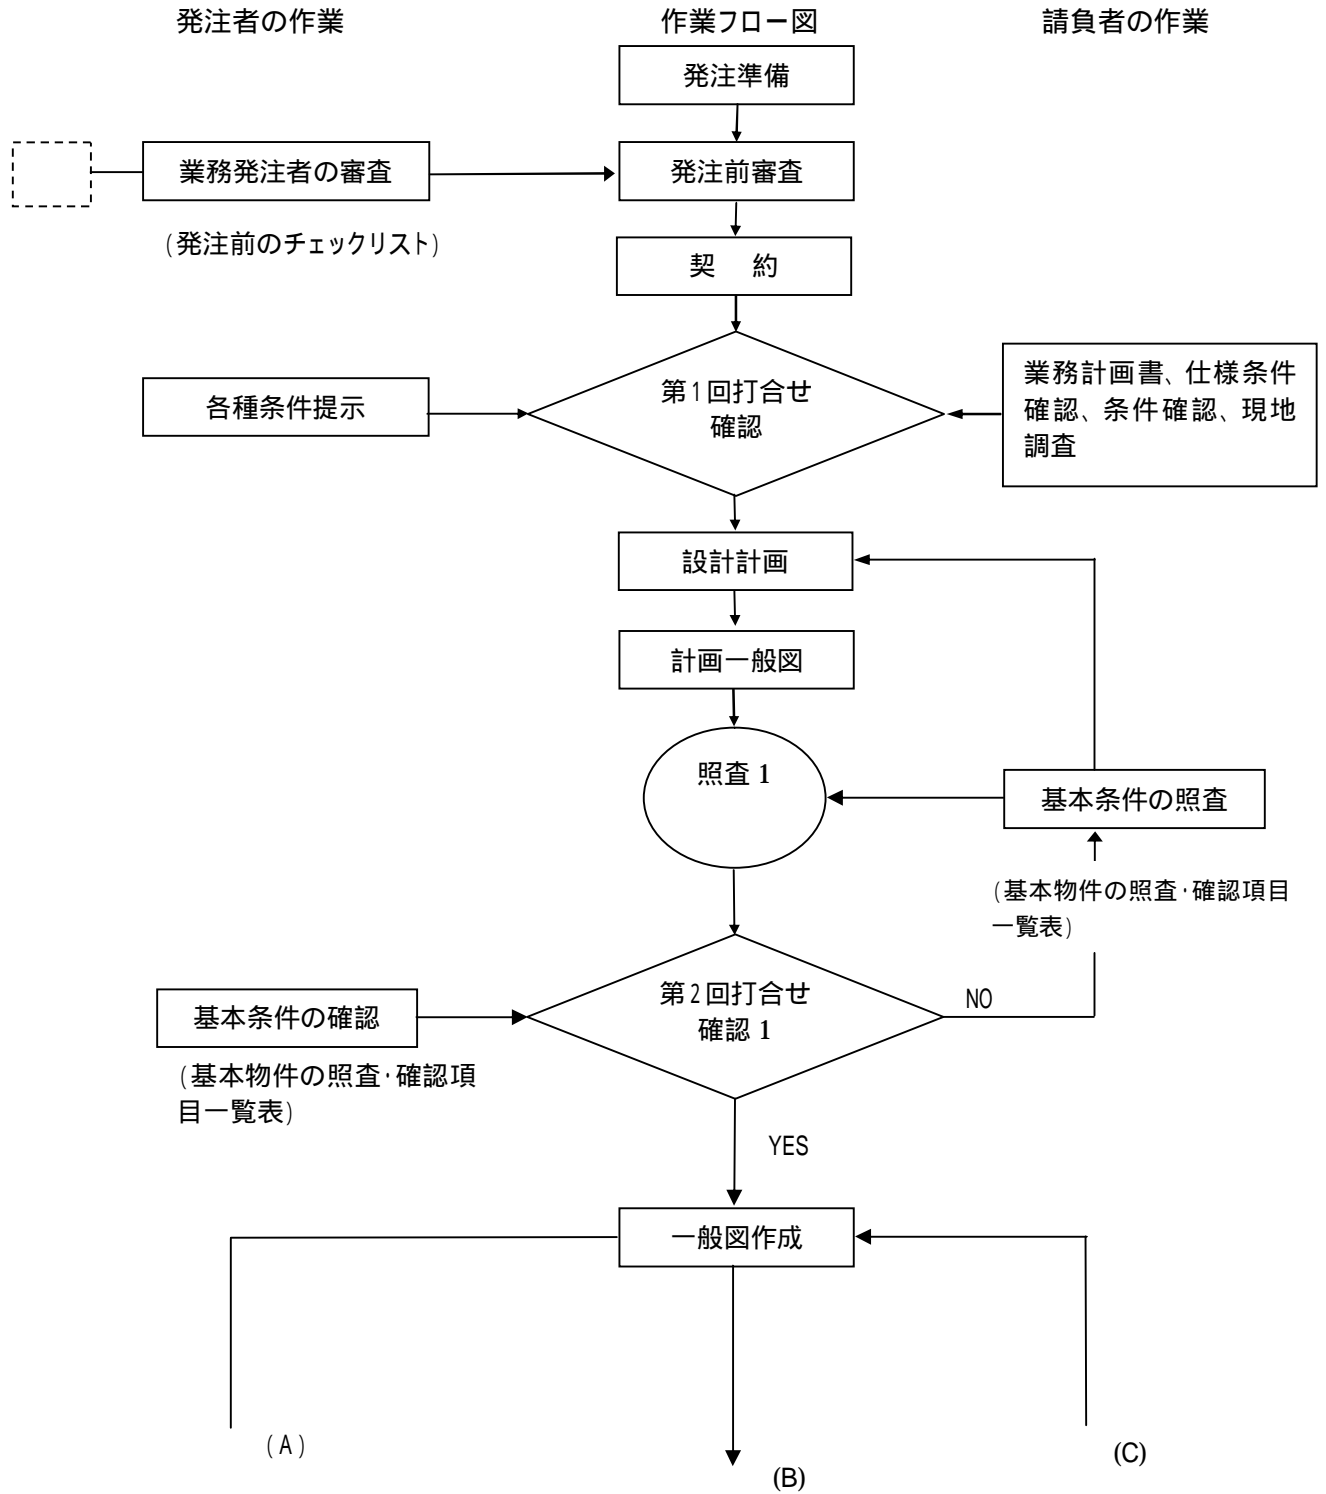 発注者の作業
作業フロー図
請負者の作業
発注準備
業務発注者の審査
発注前審査
(発注前のチェックリスト)
契　約
各種条件提示
第1回打合せ
確認
業務計画書、仕様条件
確認、条件確認、現地
調査
設計計画
計画一般図
照査 1
基本条件の照査
(基本物件の照査・確認項目
一覧表)
基本条件の確認
(基本物件の照査・確認項
目一覧表)
第2回打合せ
確認 1
NO
YES
一般図作成
(A)
(B)
(C)